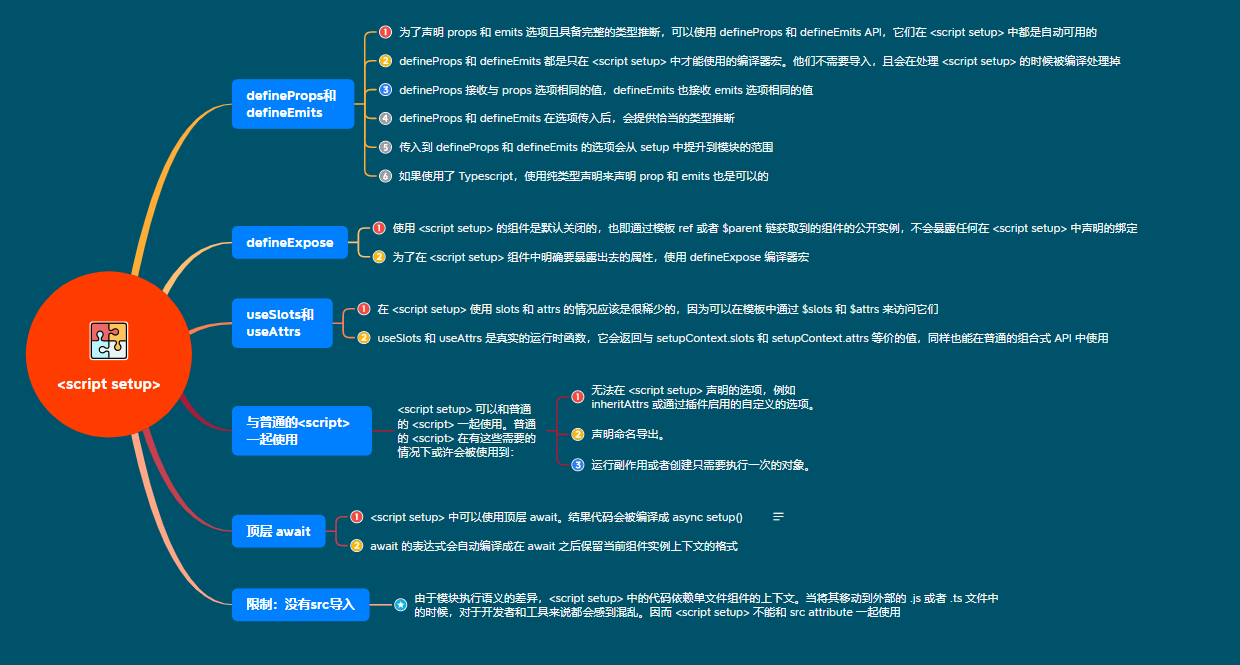 <script setup>
defineProps和
defineEmits
1 为了声明 props 和 emits 选项且具备完整的类型推断，可以使用 defineProps 和 defineEmits API，它们在 <script setup> 中都是自动可用的
2 defineProps 和 defineEmits 都是只在 <script setup> 中才能使用的编译器宏。他们不需要导入，且会在处理 <script setup> 的时候被编译处理掉
3 defineProps 接收与 props 选项相同的值，defineEmits 也接收 emits 选项相同的值
4 defineProps 和 defineEmits 在选项传入后，会提供恰当的类型推断
5 传入到 defineProps 和 defineEmits 的选项会从 setup 中提升到模块的范围
6 如果使用了 Typescript，使用纯类型声明来声明 prop 和 emits 也是可以的
defineExpose
1 使用 <script setup> 的组件是默认关闭的，也即通过模板 ref 或者 $parent 链获取到的组件的公开实例，不会暴露任何在 <script setup> 中声明的绑定
2 为了在 <script setup> 组件中明确要暴露出去的属性，使用 defineExpose 编译器宏
useSlots和
useAttrs
1 在 <script setup> 使用 slots 和 attrs 的情况应该是很稀少的，因为可以在模板中通过 $slots 和 $attrs 来访问它们
2 useSlots 和 useAttrs 是真实的运行时函数，它会返回与 setupContext.slots 和 setupContext.attrs 等价的值，同样也能在普通的组合式 API 中使用
与普通的<script>
一起使用
<script setup> 可以和普通
的 <script> 一起使用。普通
的 <script> 在有这些需要的
情况下或许会被使用到：
1 无法在 <script setup> 声明的选项，例如
inheritAttrs 或通过插件启用的自定义的选项。
2 声明命名导出。
3 运行副作用或者创建只需要执行一次的对象。
顶层 await
1 <script setup> 中可以使用顶层 await。结果代码会被编译成 async setup()
2 await 的表达式会自动编译成在 await 之后保留当前组件实例上下文的格式
限制：没有src导入
由于模块执行语义的差异，<script setup> 中的代码依赖单文件组件的上下文。当将其移动到外部的 .js 或者 .ts 文件中
的时候，对于开发者和工具来说都会感到混乱。因而 <script setup> 不能和 src attribute 一起使用